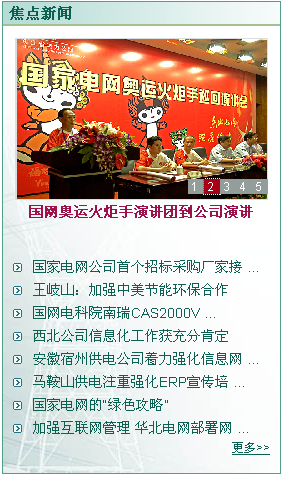 焦点新闻
国家电网奥运火炬手巡回演讲会
1 2 3 4 5
国网奥运火炬手演讲团到公司演讲
国家电网公司首个招标采购厂家接 ...
王岐山：加强中美节能环保合作
国网电科院南瑞CAS2000V ...
西北公司信息化工作获充分肯定
安徽宿州供电公司着力强化信息网 ...
马鞍山供电注重强化ERP宣传培 ...
国家电网的“绿色攻略”
加强互联网管理 华北电网部署网 ...
更多>>